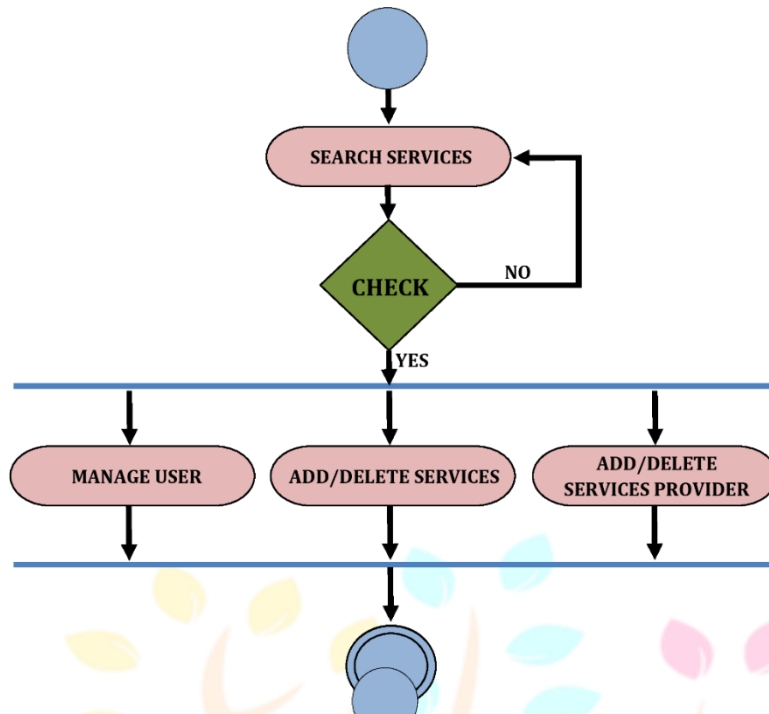 SEARCH SERVICES
CHECK
NO
YES
MANAGE USER
ADD/DELETE SERVICES
ADD/DELETE
SERVICES PROVIDER